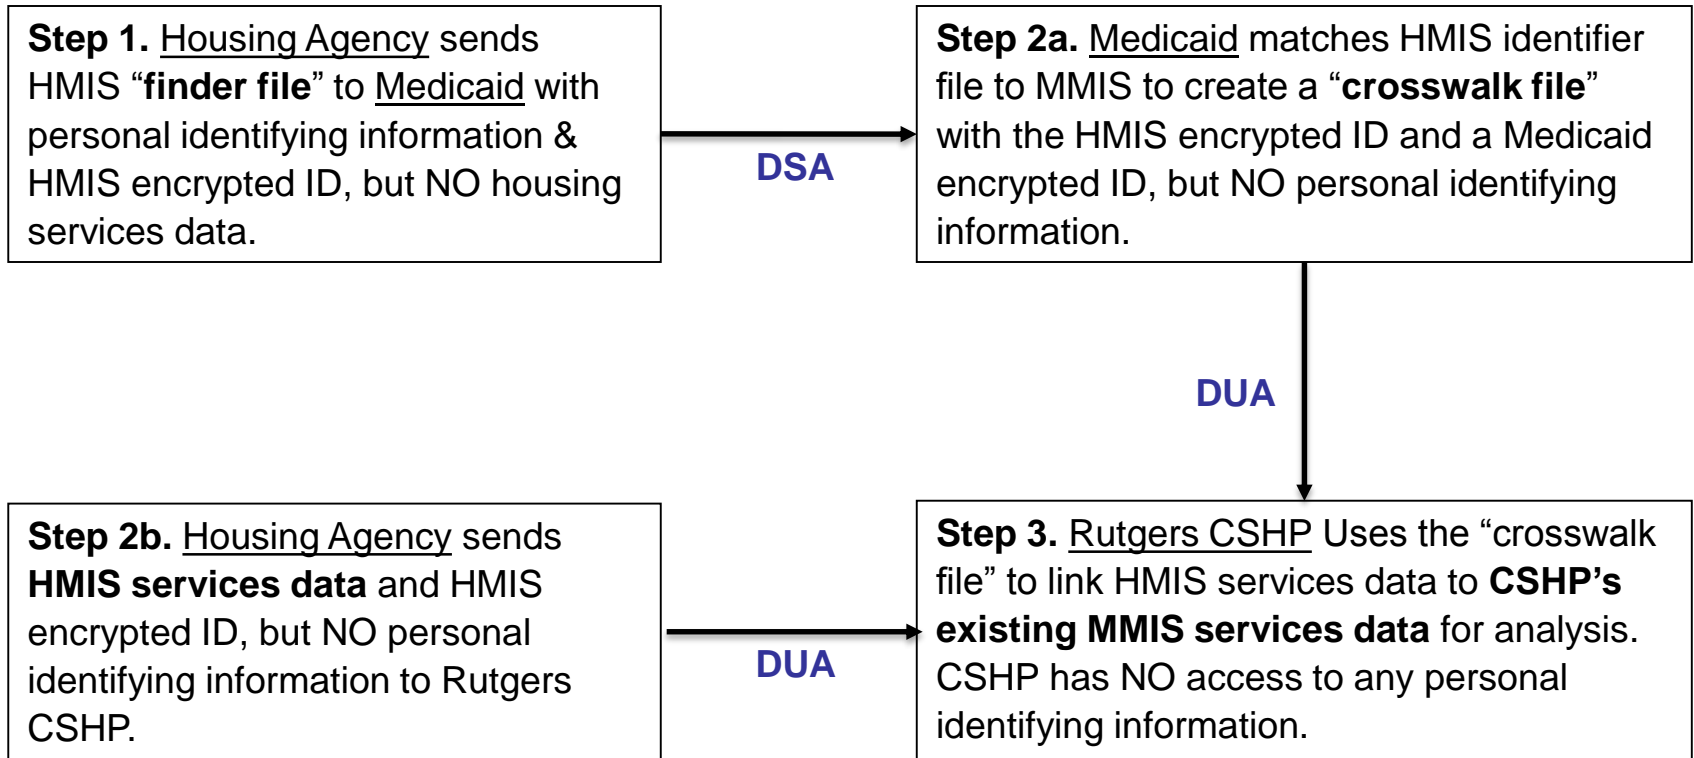 Step 1. Housing Agency sends
HMIS “finder file” to Medicaid with
personal identifying information &
HMIS encrypted ID, but NO housing
services data.
DSA
Step 2a. Medicaid matches HMIS identifier
file to MMIS to create a “crosswalk file”
with the HMIS encrypted ID and a Medicaid
encrypted ID, but NO personal identifying
information.
DUA
Step 2b. Housing Agency sends
HMIS services data and HMIS
encrypted ID, but NO personal
identifying information to Rutgers
CSHP.
DUA
Step 3. Rutgers CSHP Uses the “crosswalk
file” to link HMIS services data to CSHP’s
existing MMIS services data for analysis.
CSHP has NO access to any personal
identifying information.